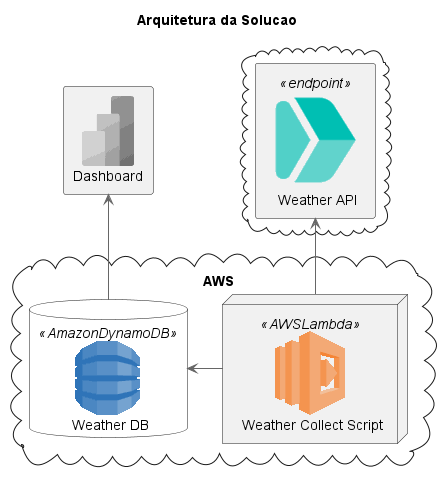 Arquitetura da Solucao
«endpoint»
Weather API
Dashboard
AWS
«AmazonDynamoDB»
Weather DB
«AWSLambda»
Weather Collect Script